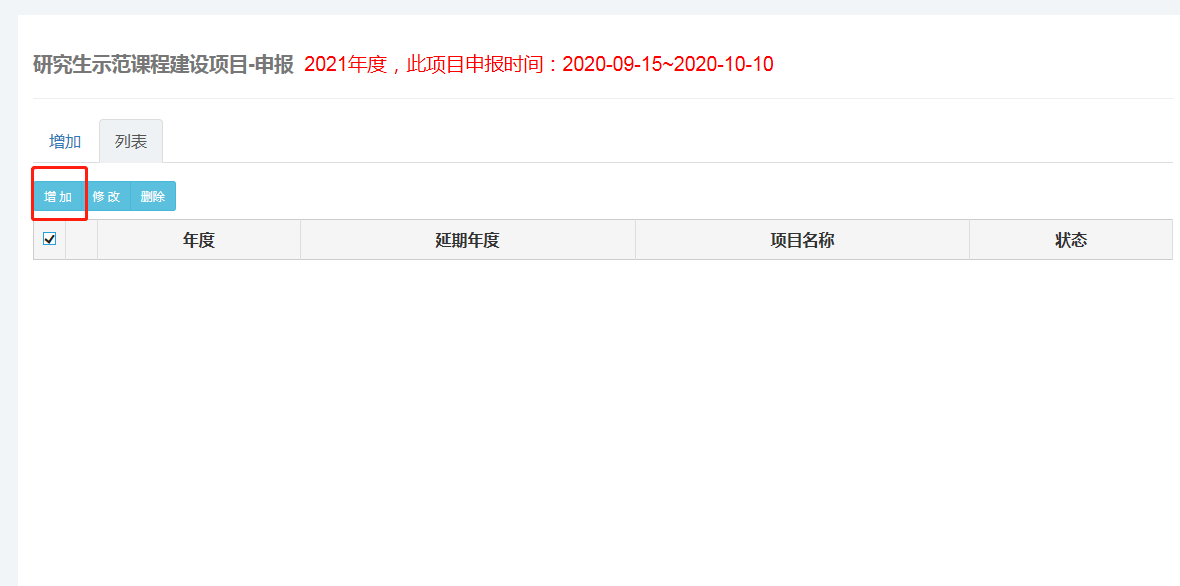 研究生示范课程建设项目-申报 2021年度，此项目申报时间：2020-09-15~2020-10-10
增加 列表
增 加 修 改 删除
年度 延期年度 项目名称 状态